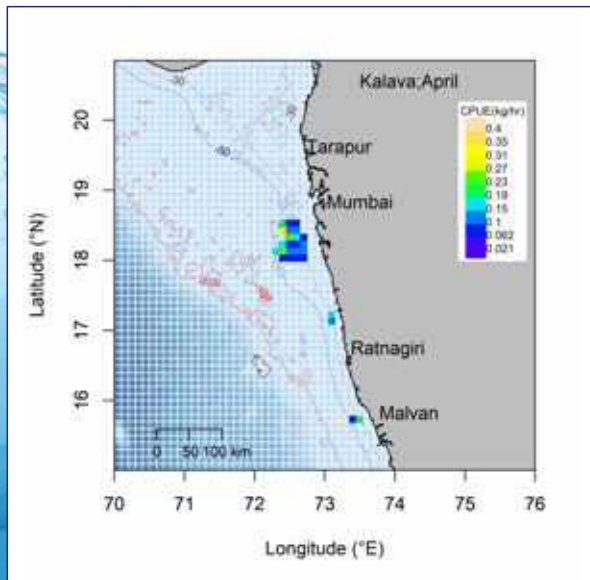 Kalava;April
CPUE(kg/hr)
0.4
0.35
0.31
0.27
0.23
0.19
0.15
0.1
0.062
0.021
Tarapur
Mumbai
Ratnagiri
Malvan
-50
0 50 100 km
20
19
18
17
16
Latitude (°N)
70 71 72 73 74 75 76
Longitude (°E)